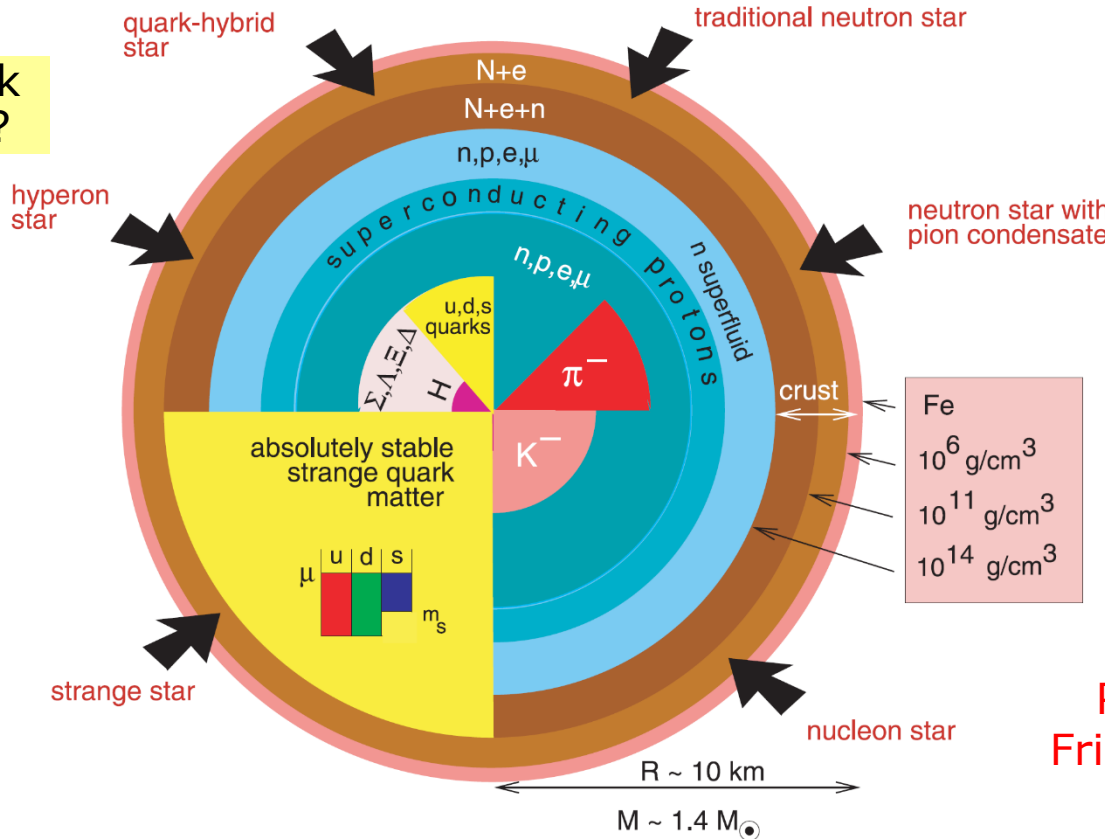 quark-hybrid
star
traditional neutron star
k
?
N+e
N+e+n
n,p,e,μ
hyperon
star
neutron star with
pion condensate
superconducting protons
n superfluid
n,p,e,μ
u,d,s
quarks
Σ,Λ,Ξ,Δ
H
π⁻
K⁻
crust
Fe
10⁶ g/cm³
10¹¹ g/cm³
10¹⁴ g/cm³
absolutely stable
strange quark
matter
u d s
μ
mₛ
strange star
nucleon star
R ~ 10 km
M ~ 1.4 M☉
Fri